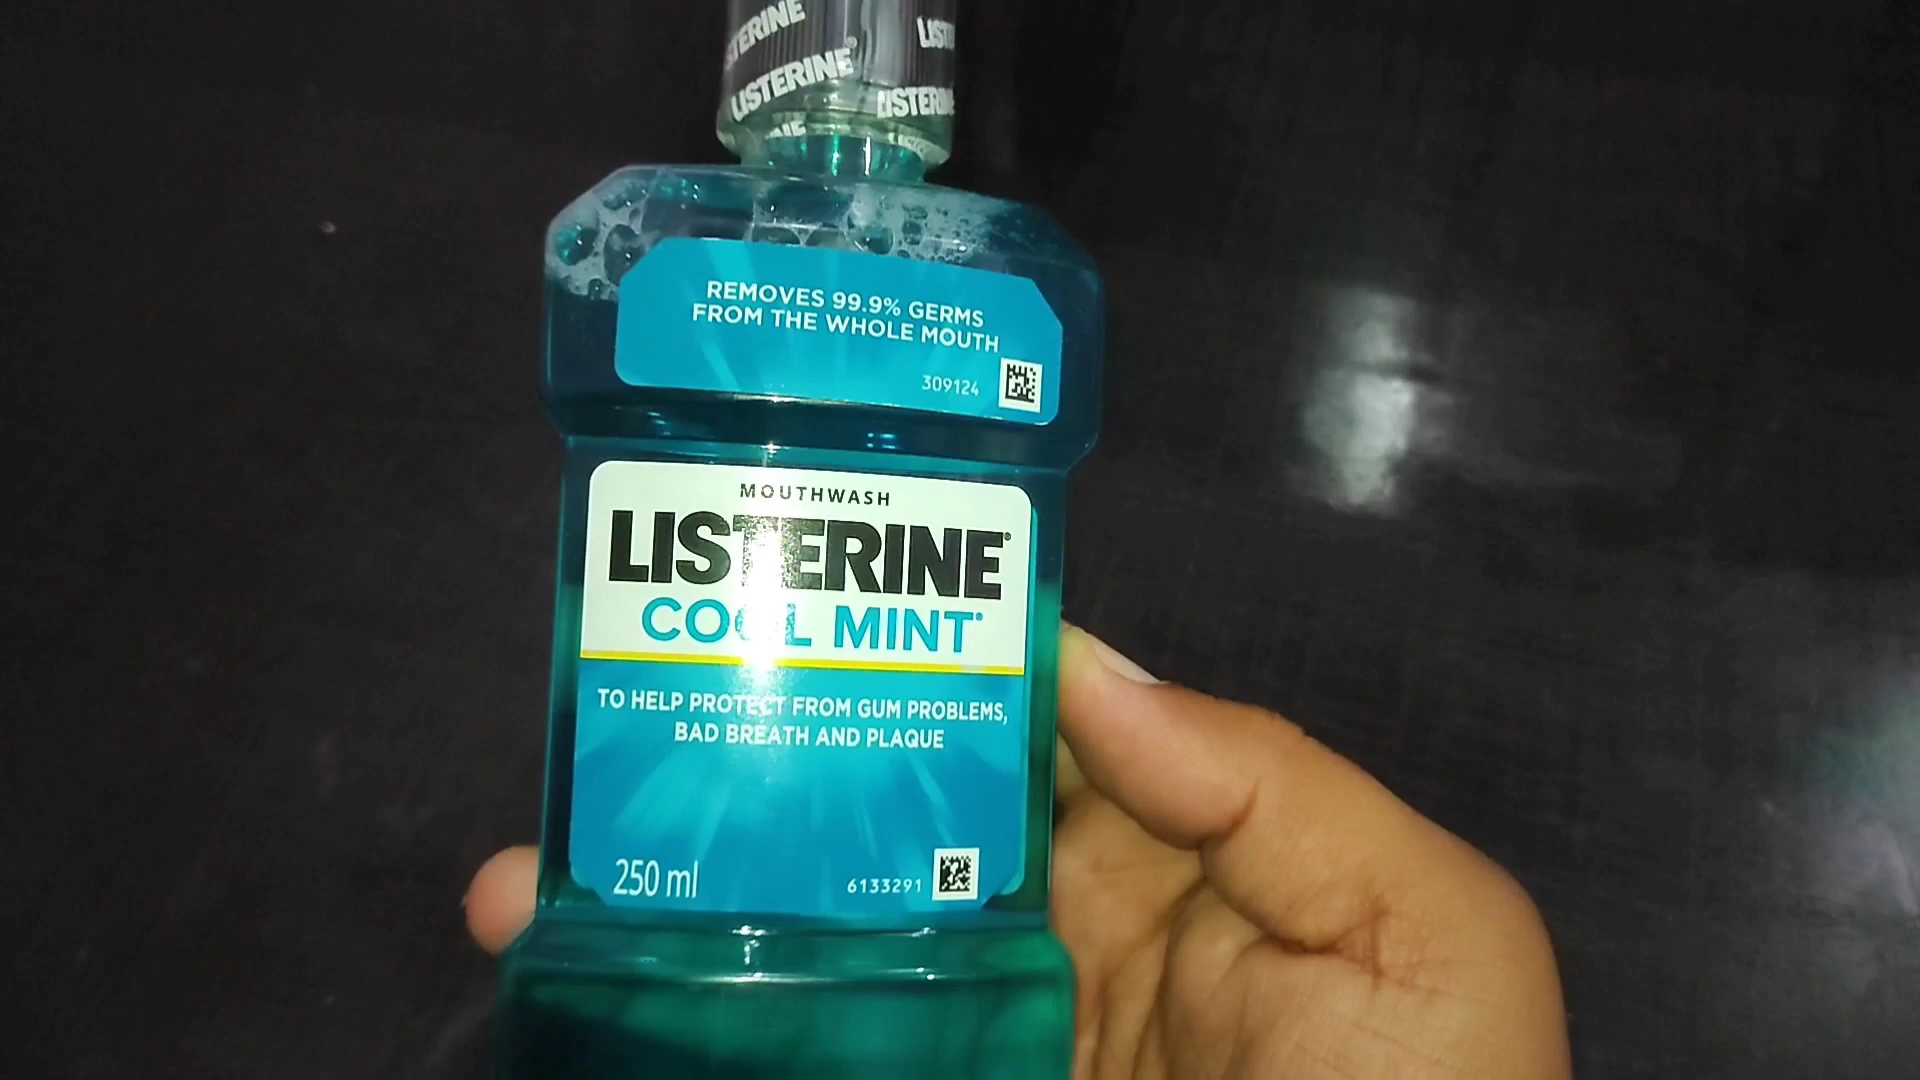 LISTERINE
LISTERINE®
LISTERINE
REMOVES 99.9% GERMS
FROM THE WHOLE MOUTH
309124
MOUTHWASH
LISTERINE®
COOL MINT®
TO HELP PROTECT FROM GUM PROBLEMS,
BAD BREATH AND PLAQUE
250 ml
6133291